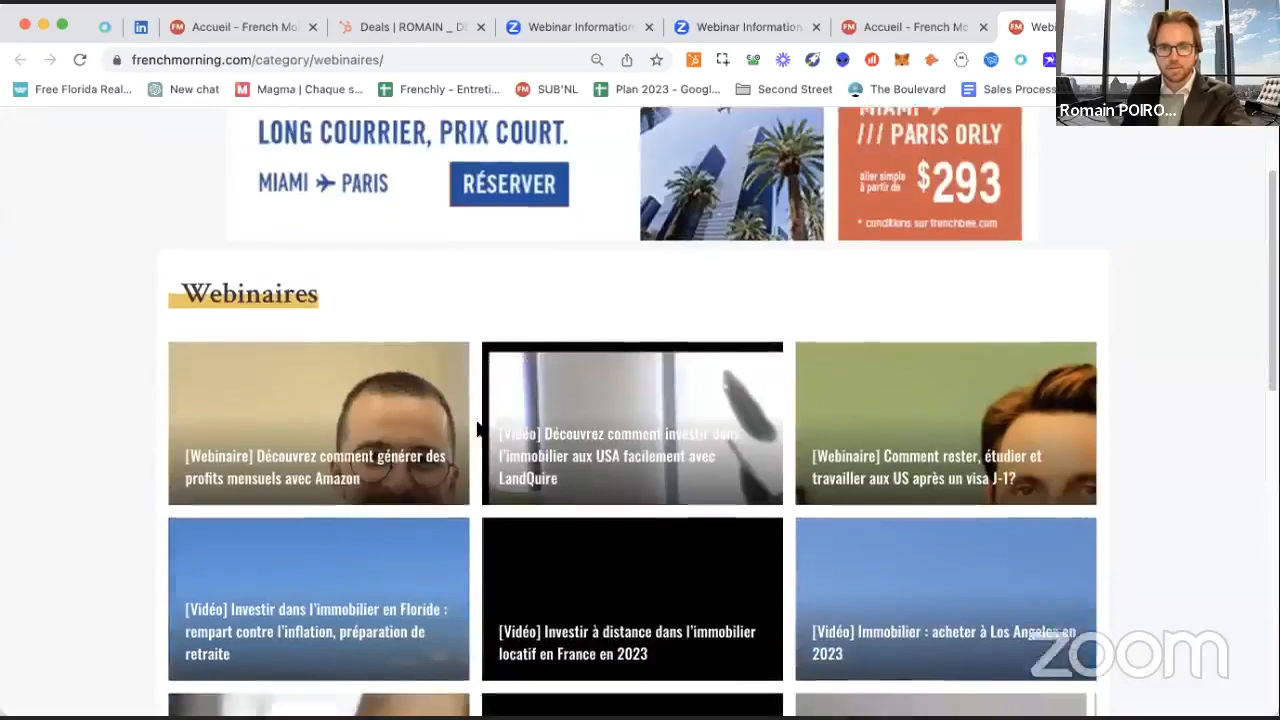 Accueil - French Mo
Deals | ROMAIN _ D
Webinar Information
Webinar Information
Accueil - French Mo
Webi
frenchmorning.com/category/webinaires/
Free Florida Real...
New chat
Magma | Chaque s...
Frenchly - Entreti...
SUB'NL
Plan 2023 - Googl...
Second Street
The Boulevard
Sales Process
Romain POIRO...
LONG COURRIER, PRIX COURT.
MIAMI PARIS
RÉSERVER
MIAMI
/// PARIS ORLY
aller simple
à partir de
$293
* conditions sur frenchbee.com
Webinaires
[Webinaire] Découvrez comment générer des
profits mensuels avec Amazon
[Vidéo] Découvrez comment investir dans
l'immobilier aux USA facilement avec
LandQuire
[Webinaire] Comment rester, étudier et
travailler aux US après un visa J-1?
[Vidéo] Investir dans l'immobilier en Floride :
rempart contre l'inflation, préparation de
retraite
[Vidéo] Investir à distance dans l'immobilier
locatif en France en 2023
[Vidéo] Immobilier : acheter à Los Angeles en
2023
zoom